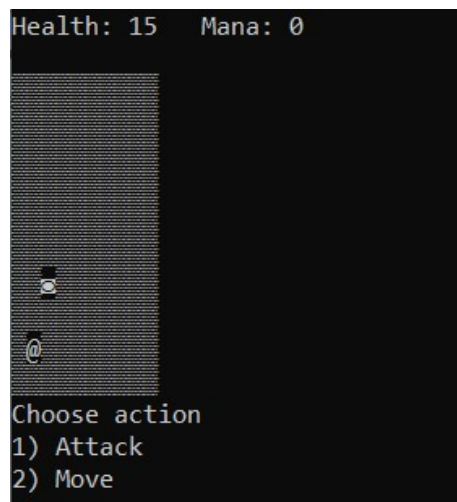 Health: 15   Mana: 0
◙
@
Choose action
1) Attack
2) Move